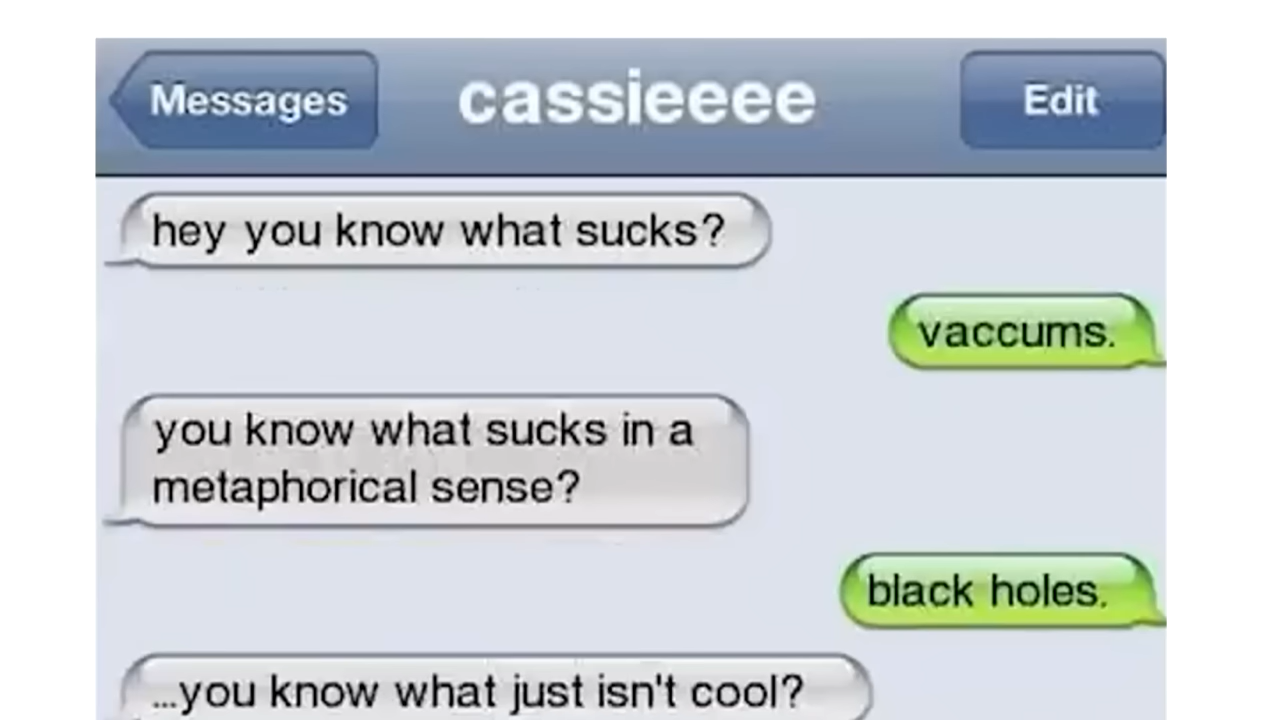 Messages
cassieeee
Edit
hey you know what sucks?
vaccums.
you know what sucks in a
metaphorical sense?
black holes.
...you know what just isn't cool?